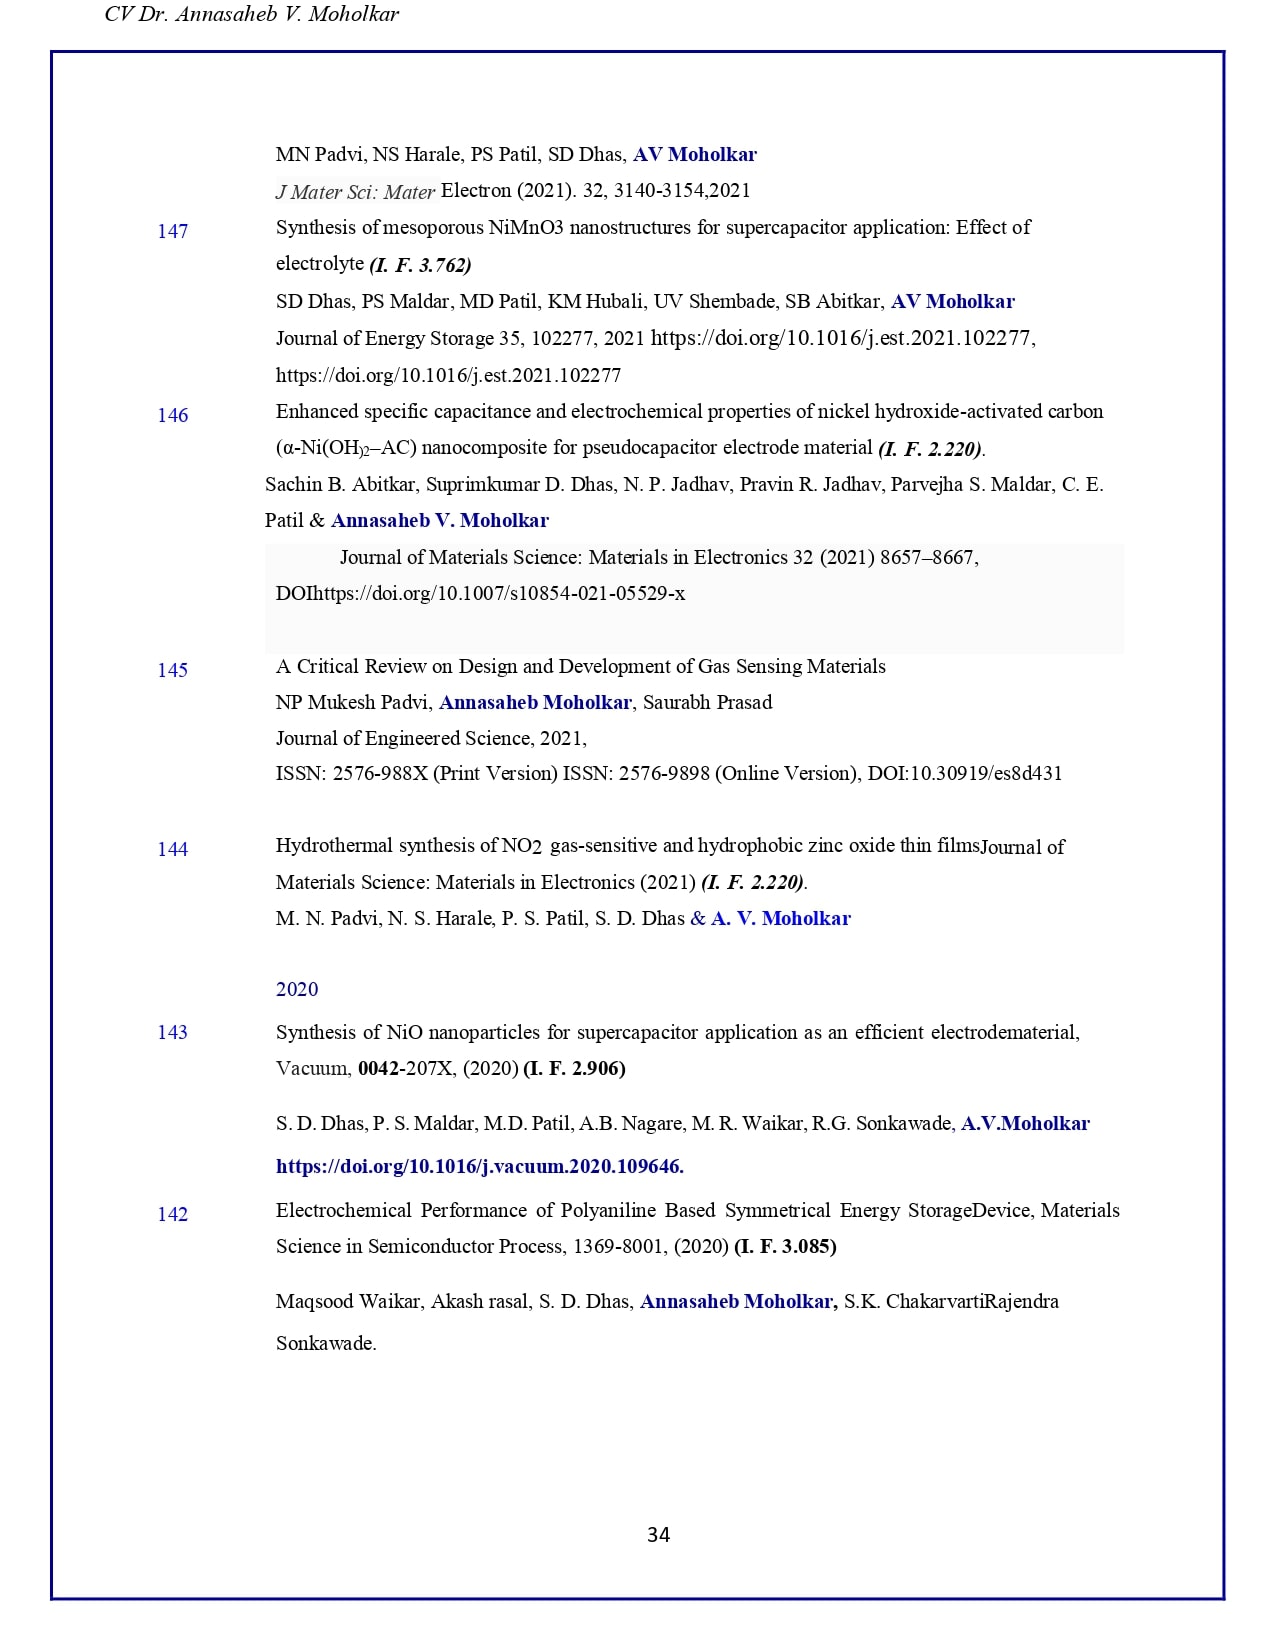 CV Dr. Annasaheb V. Moholkar
MN Padvi, NS Harale, PS Patil, SD Dhas, AV Moholkar
J Mater Sci: Mater Electron (2021). 32, 3140-3154,2021
147 Synthesis of mesoporous NiMnO3 nanostructures for supercapacitor application: Effect of
electrolyte (I. F. 3.762)
SD Dhas, PS Maldar, MD Patil, KM Hubali, UV Shembade, SB Abitkar, AV Moholkar
Journal of Energy Storage 35, 102277, 2021 https://doi.org/10.1016/j.est.2021.102277,
https://doi.org/10.1016/j.est.2021.102277
146 Enhanced specific capacitance and electrochemical properties of nickel hydroxide-activated carbon
(α-Ni(OH)2–AC) nanocomposite for pseudocapacitor electrode material (I. F. 2.220).
Sachin B. Abitkar, Suprimkumar D. Dhas, N. P. Jadhav, Pravin R. Jadhav, Parvejha S. Maldar, C. E.
Patil & Annasaheb V. Moholkar
Journal of Materials Science: Materials in Electronics 32 (2021) 8657–8667,
DOIhttps://doi.org/10.1007/s10854-021-05529-x
145 A Critical Review on Design and Development of Gas Sensing Materials
NP Mukesh Padvi, Annasaheb Moholkar, Saurabh Prasad
Journal of Engineered Science, 2021,
ISSN: 2576-988X (Print Version) ISSN: 2576-9898 (Online Version), DOI:10.30919/es8d431
144 Hydrothermal synthesis of NO2 gas-sensitive and hydrophobic zinc oxide thin filmsJournal of
Materials Science: Materials in Electronics (2021) (I. F. 2.220).
M. N. Padvi, N. S. Harale, P. S. Patil, S. D. Dhas & A. V. Moholkar
2020
143 Synthesis of NiO nanoparticles for supercapacitor application as an efficient electrodematerial,
Vacuum, 0042-207X, (2020) (I. F. 2.906)
S. D. Dhas, P. S. Maldar, M.D. Patil, A.B. Nagare, M. R. Waikar, R.G. Sonkawade, A.V.Moholkar
https://doi.org/10.1016/j.vacuum.2020.109646.
142 Electrochemical Performance of Polyaniline Based Symmetrical Energy StorageDevice, Materials
Science in Semiconductor Process, 1369-8001, (2020) (I. F. 3.085)
Maqsood Waikar, Akash rasal, S. D. Dhas, Annasaheb Moholkar, S.K. ChakarvartiRajendra
Sonkawade.
34